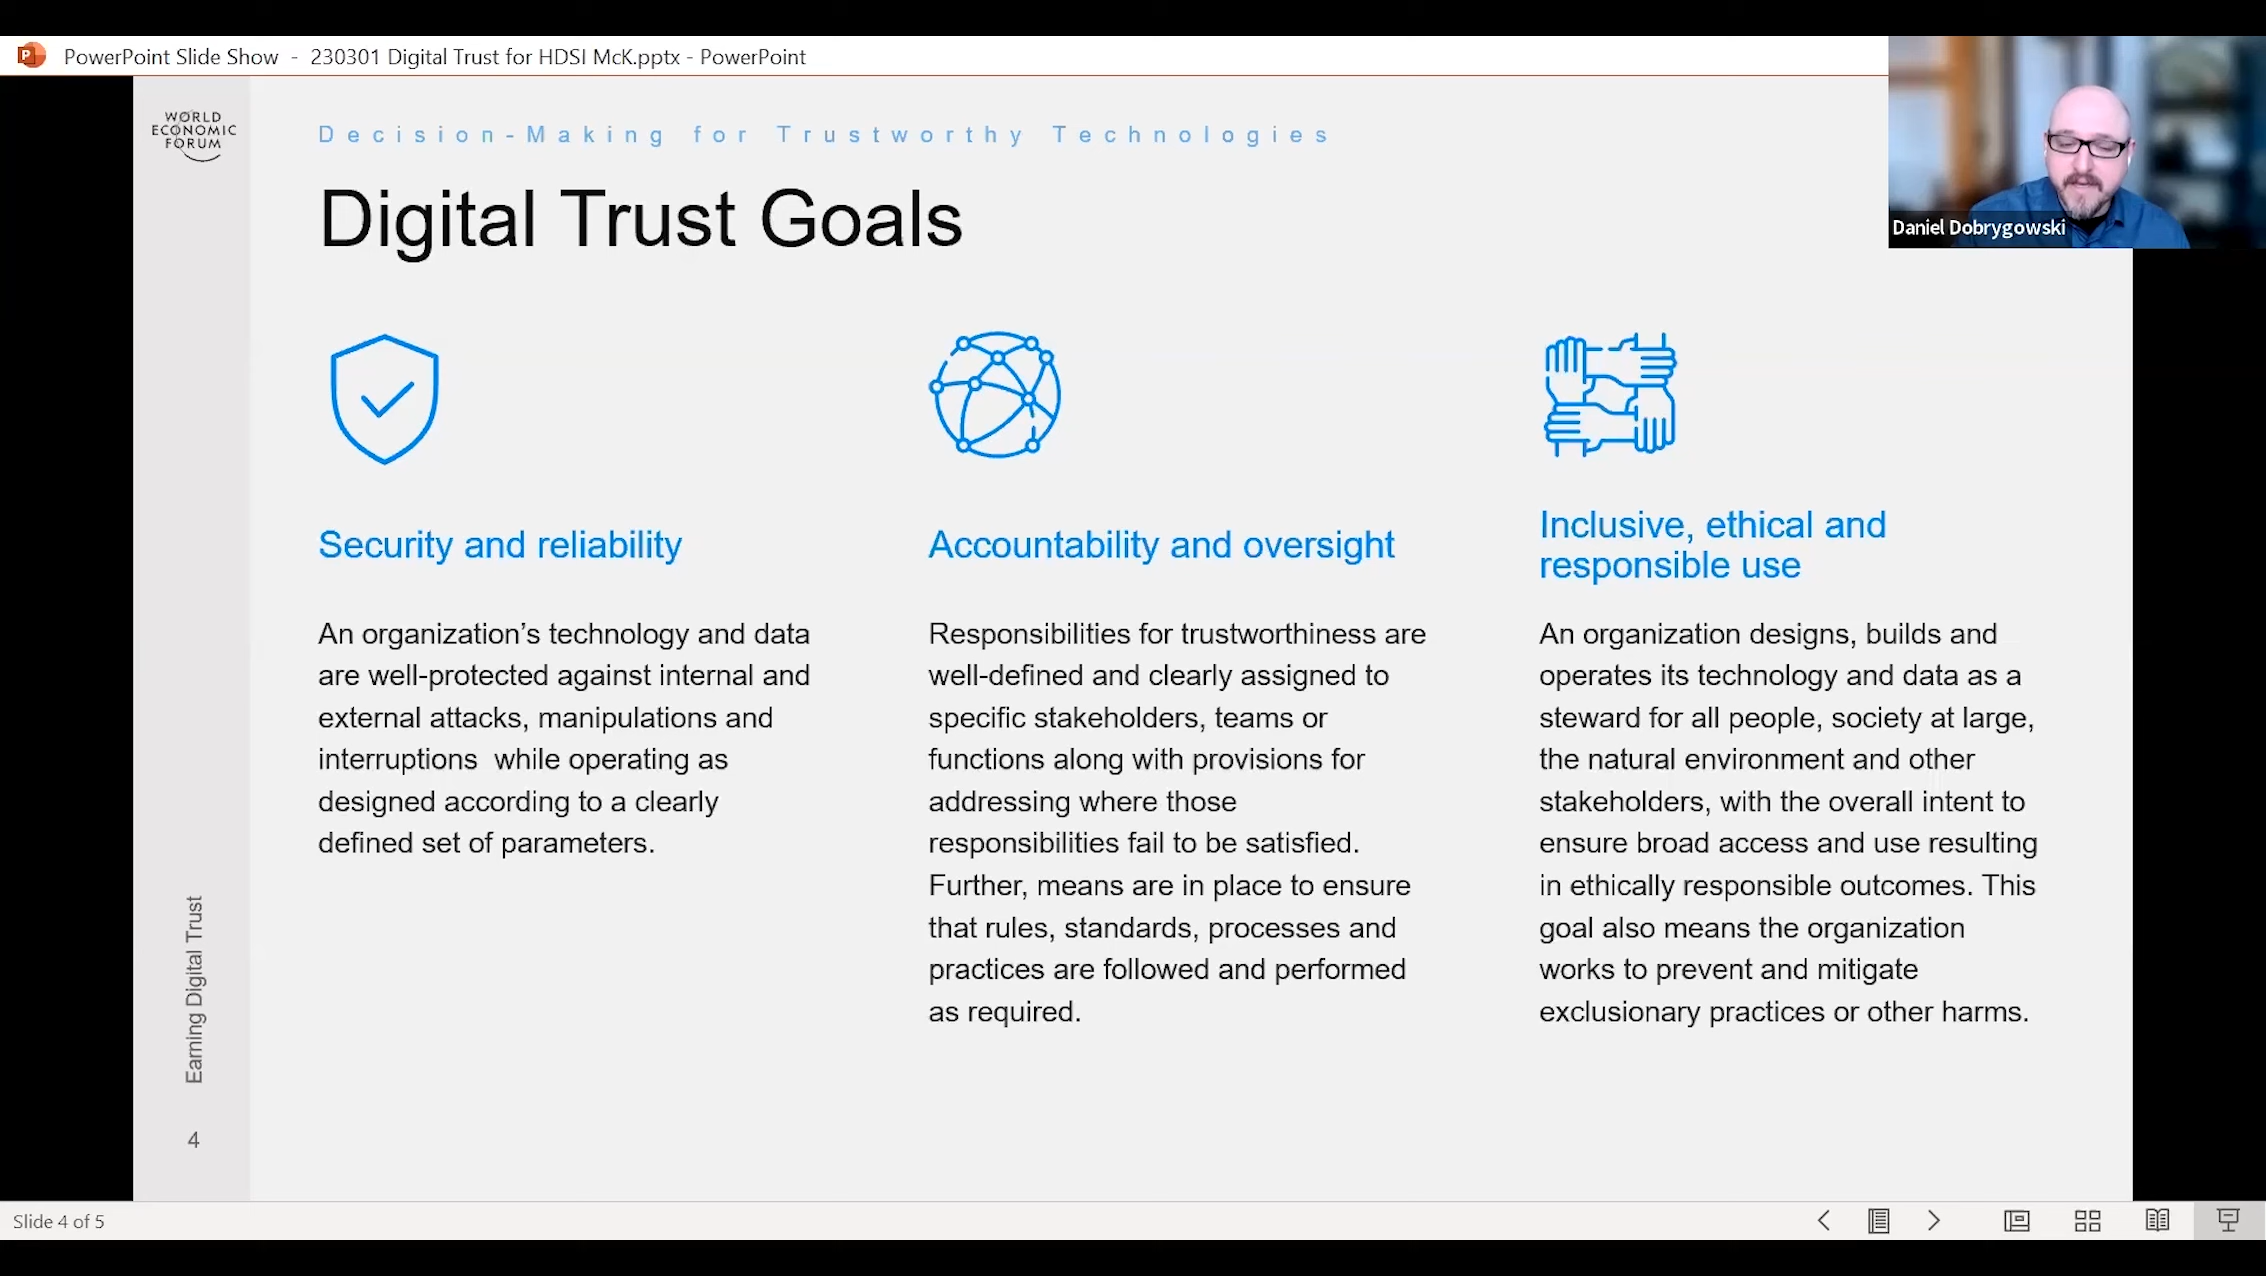 PowerPoint Slide Show - 230301 Digital Trust for HDSI McK.pptx - PowerPoint
WORLD
ECONOMIC
FORUM
Decision-Making for Trustworthy Technologies
Digital Trust Goals
Daniel Dobrygowski
Security and reliability
An organization’s technology and data
are well-protected against internal and
external attacks, manipulations and
interruptions  while operating as
designed according to a clearly
defined set of parameters.
Accountability and oversight
Responsibilities for trustworthiness are
well-defined and clearly assigned to
specific stakeholders, teams or
functions along with provisions for
addressing where those
responsibilities fail to be satisfied.
Further, means are in place to ensure
that rules, standards, processes and
practices are followed and performed
as required.
Inclusive, ethical and
responsible use
An organization designs, builds and
operates its technology and data as a
steward for all people, society at large,
the natural environment and other
stakeholders, with the overall intent to
ensure broad access and use resulting
in ethically responsible outcomes. This
goal also means the organization
works to prevent and mitigate
exclusionary practices or other harms.
Earning Digital Trust
4
Slide 4 of 5